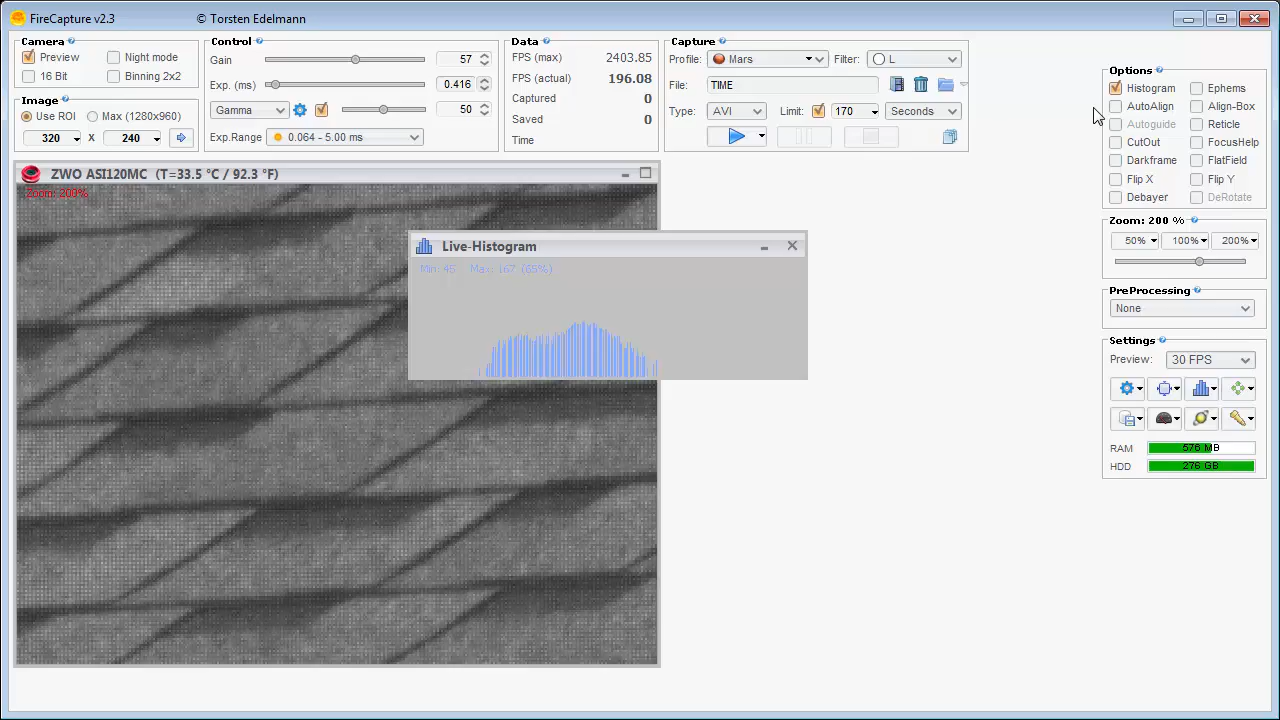 FireCapture v2.3 © Torsten Edelmann
Camera
Preview Night mode
16 Bit Binning 2x2
Image
Use ROI Max (1280x960)
320 x 240
Control
Gain 57
Exp. (ms) 0.416
Gamma 50
Exp.Range 0.064 - 5.00 ms
Data
FPS (max) 2403.85
FPS (actual) 196.08
Captured 0
Saved 0
Time
Capture
Profile: Mars Filter: L
File: TIME
Type: AVI Limit: 170 Seconds
Options
Histogram Ephems
AutoAlign Align-Box
Autoguide Reticle
CutOut FocusHelp
Darkframe FlatField
Flip X Flip Y
Debayer DeRotate
Zoom: 200 %
50% 100% 200%
PreProcessing
None
Settings
Preview: 30 FPS
RAM 576 MB
HDD 276 GB
ZWO ASI120MC (T=33.5 °C / 92.3 °F)
Zoom: 200%
Live-Histogram
Min: 45 Max: 167 (65%)